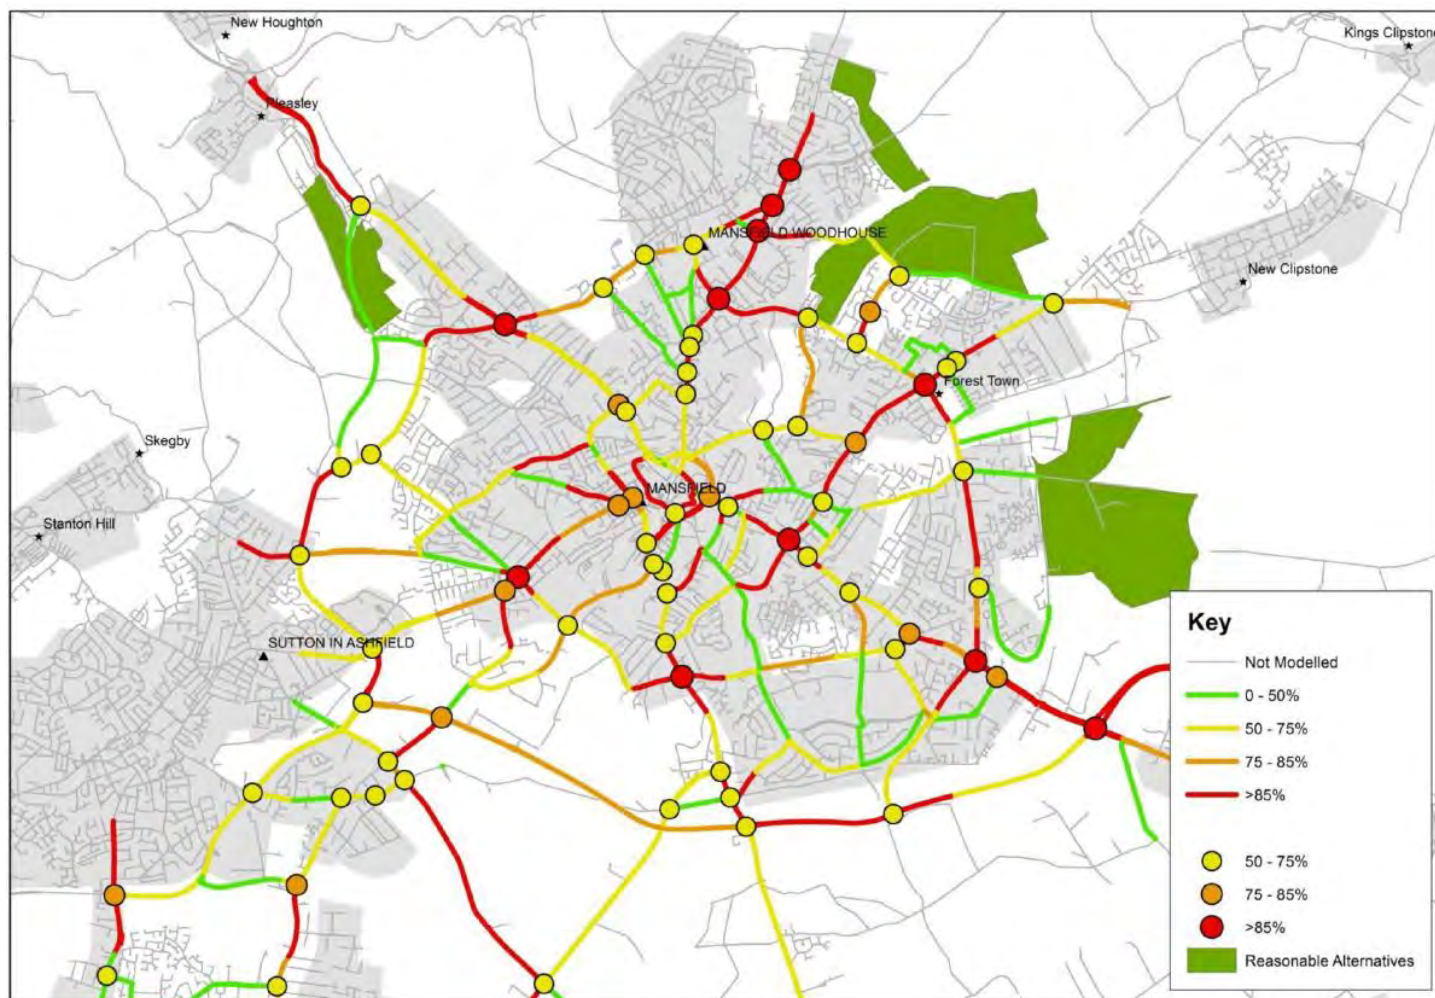 New Houghton
Kings Clipstone
Pleasley
MANSFIELD WOODHOUSE
New Clipstone
Forest Town
Skegby
MANSFIELD
Stanton Hill
SUTTON IN ASHFIELD
Key
Not Modelled
0 - 50%
50 - 75%
75 - 85%
>85%
50 - 75%
75 - 85%
>85%
Reasonable Alternatives